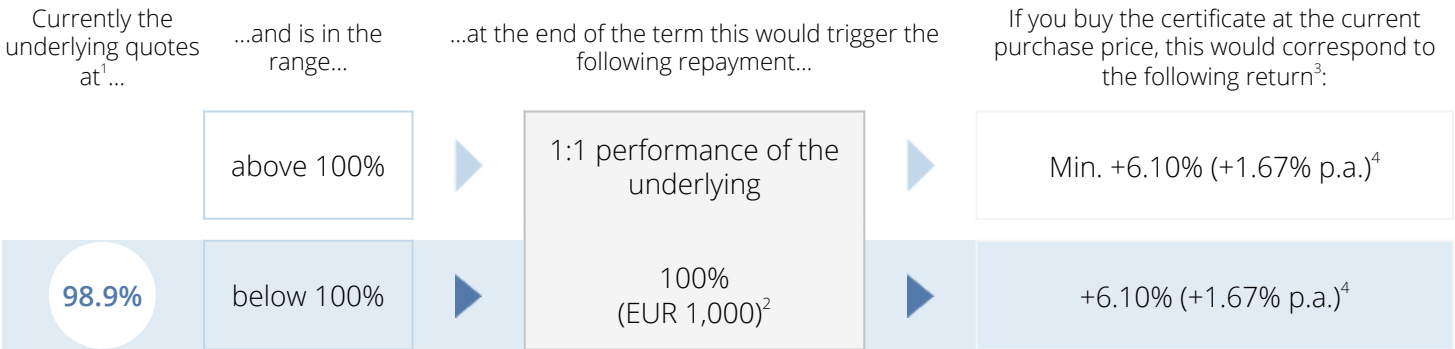 Currently the
underlying quotes
at¹...
...and is in the
range...
...at the end of the term this would trigger the
following repayment...
If you buy the certificate at the current
purchase price, this would correspond to
the following return³:
above 100%
1:1 performance of the
underlying
Min. +6.10% (+1.67% p.a.)⁴
98.9%
below 100%
100%
(EUR 1,000)²
+6.10% (+1.67% p.a.)⁴